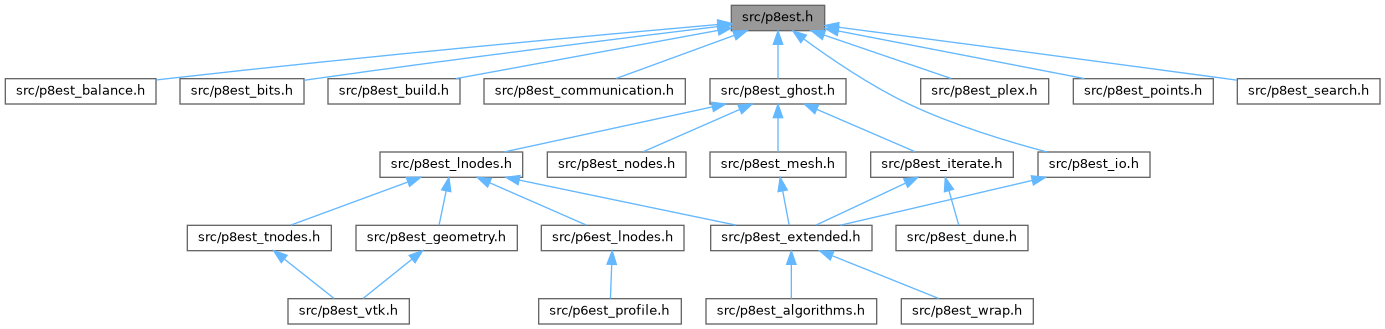 src/p8est.h
src/p8est_balance.h
src/p8est_bits.h
src/p8est_build.h
src/p8est_communication.h
src/p8est_ghost.h
src/p8est_plex.h
src/p8est_points.h
src/p8est_search.h
src/p8est_lnodes.h
src/p8est_nodes.h
src/p8est_mesh.h
src/p8est_iterate.h
src/p8est_io.h
src/p8est_tnodes.h
src/p8est_geometry.h
src/p6est_lnodes.h
src/p8est_extended.h
src/p8est_dune.h
src/p8est_vtk.h
src/p6est_profile.h
src/p8est_algorithms.h
src/p8est_wrap.h